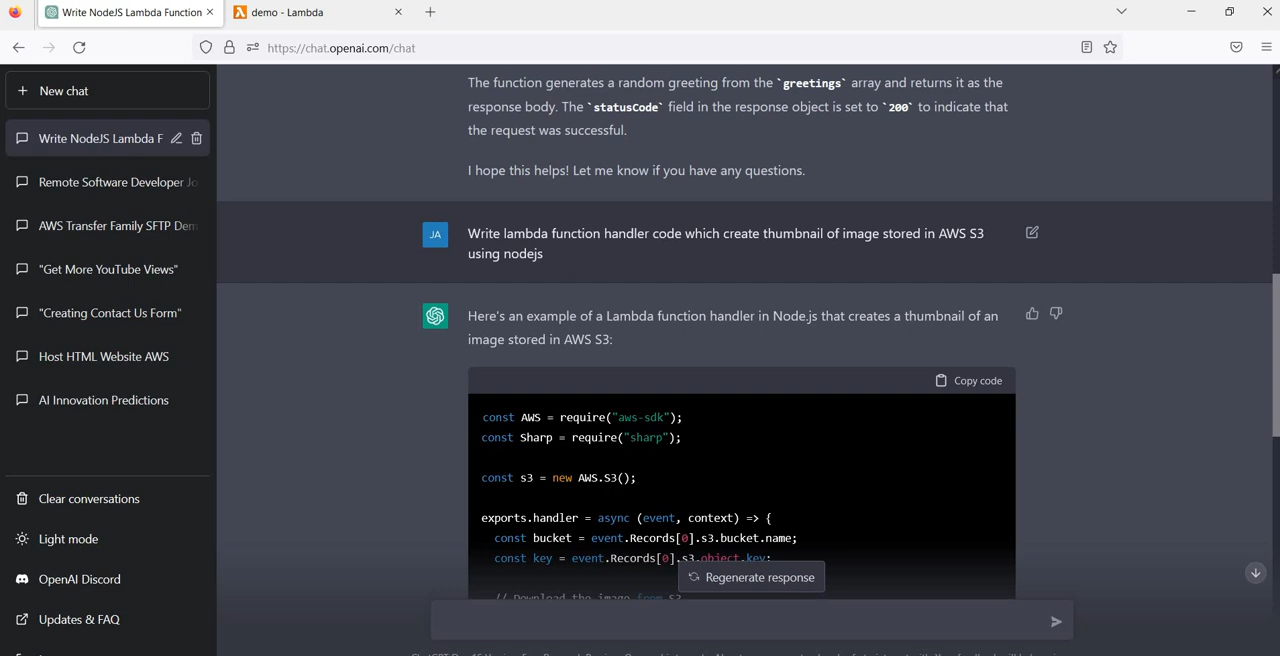 Write NodeJS Lambda Function
demo - Lambda
https://chat.openai.com/chat
New chat
Write NodeJS Lambda F
Remote Software Developer Jo
AWS Transfer Family SFTP Dem
"Get More YouTube Views"
"Creating Contact Us Form"
Host HTML Website AWS
AI Innovation Predictions
Clear conversations
Light mode
OpenAI Discord
Updates & FAQ
The function generates a random greeting from the `greetings` array and returns it as the
response body. The `statusCode` field in the response object is set to `200` to indicate that
the request was successful.
I hope this helps! Let me know if you have any questions.
JA
Write lambda function handler code which create thumbnail of image stored in AWS S3
using nodejs
Here's an example of a Lambda function handler in Node.js that creates a thumbnail of an
image stored in AWS S3:
Copy code
const AWS = require("aws-sdk");
const Sharp = require("sharp");
const s3 = new AWS.S3();
exports.handler = async (event, context) => {
const bucket = event.Records[0].s3.bucket.name;
const key = event.Records[0].s3.object.key;
// Download the image from S3
Regenerate response